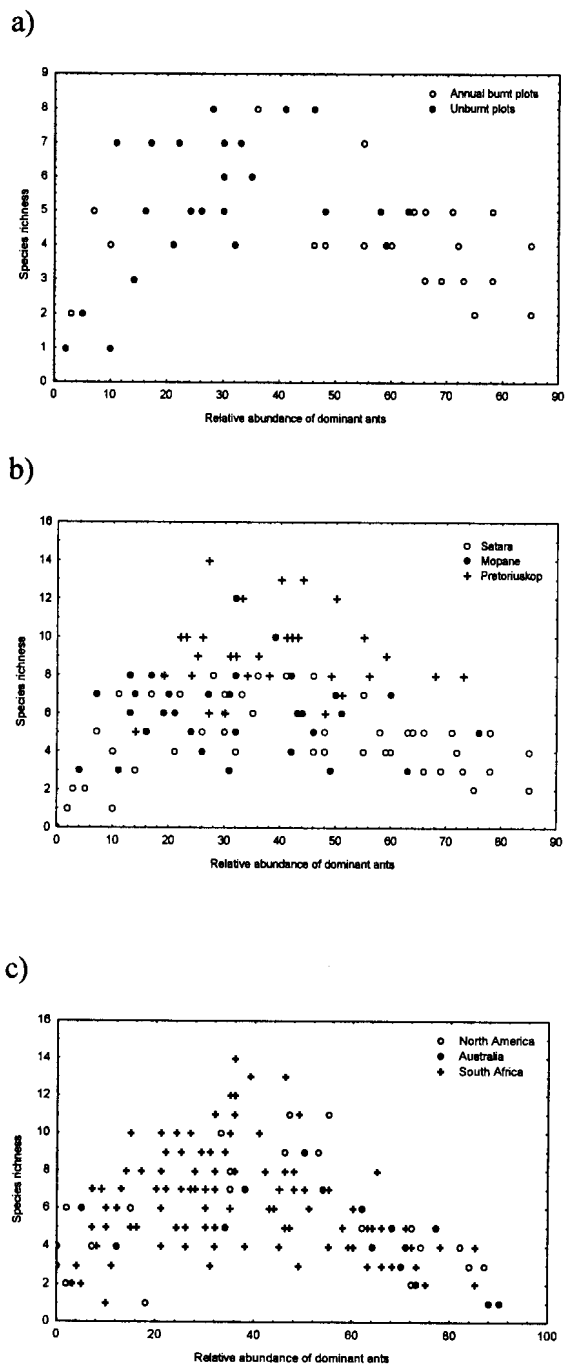 a)
9
8
7
6
5
4
3
2
1
0
Species richness
Annual burnt plots
Unburnt plots
0 10 20 30 40 50 60 70 80 90
Relative abundance of dominant ants
b)
16
14
12
10
8
6
4
2
0
Species richness
Satara
Mopane
Pretoriuskop
0 10 20 30 40 50 60 70 80 90
Relative abundance of dominant ants
c)
16
14
12
10
8
6
4
2
0
Species richness
North America
Australia
South Africa
0 20 40 60 80 100
Relative abundance of dominant ants